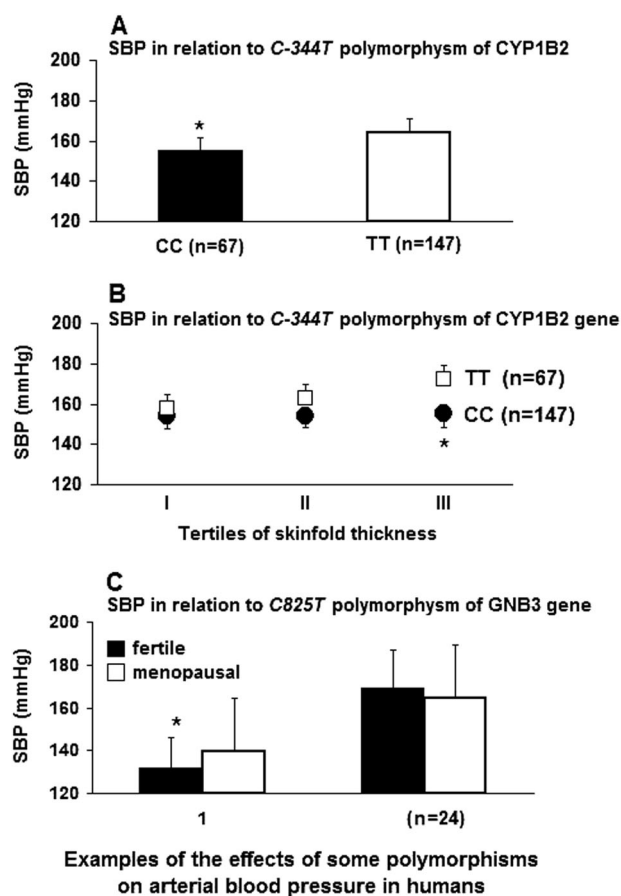 A
SBP in relation to C-344T polymorphysm of CYP1B2
SBP (mmHg)
200
180
160
140
120
*
CC (n=67)
TT (n=147)
B
SBP in relation to C-344T polymorphysm of CYP1B2 gene
SBP (mmHg)
200
180
160
140
120
TT (n=67)
CC (n=147)
*
I
II
III
Tertiles of skinfold thickness
C
SBP in relation to C825T polymorphysm of GNB3 gene
SBP (mmHg)
200
180
160
140
120
fertile
menopausal
*
1
(n=24)
Examples of the effects of some polymorphisms
on arterial blood pressure in humans